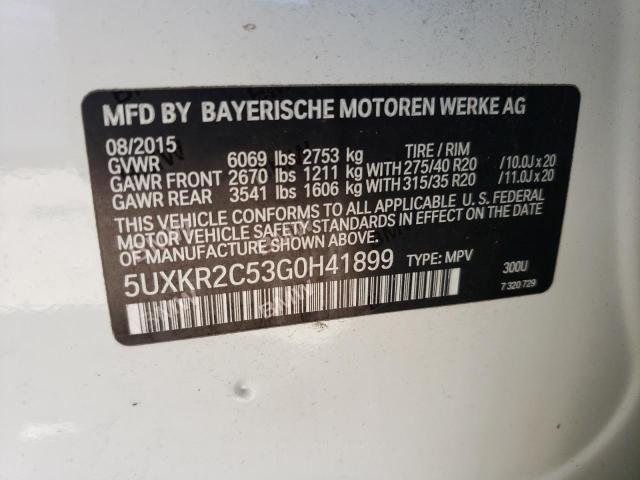 MFD BY BAYERISCHE MOTOREN WERKE AG
08/2015 TIRE / RIM
GVWR 6069 lbs 2753 kg
GAWR FRONT 2670 lbs 1211 kg WITH 275/40 R20 /10.0J x 20
GAWR REAR 3541 lbs 1606 kg WITH 315/35 R20 /11.0J x 20
THIS VEHICLE CONFORMS TO ALL APPLICABLE U.S. FEDERAL
MOTOR VEHICLE SAFETY STANDARDS IN EFFECT ON THE DATE
OF MANUFACTURE SHOWN ABOVE.
5UXKR2C53G0H41899 TYPE: MPV 300U
7 320 729